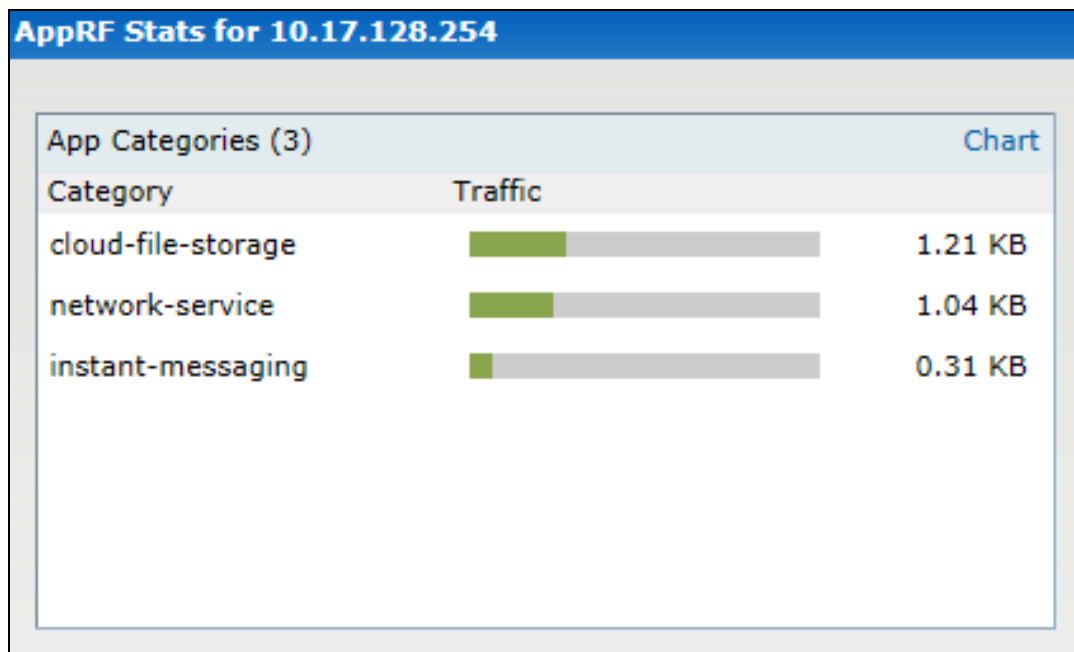 AppRF Stats for 10.17.128.254
App Categories (3) Chart
Category Traffic
cloud-file-storage 1.21 KB
network-service 1.04 KB
instant-messaging 0.31 KB